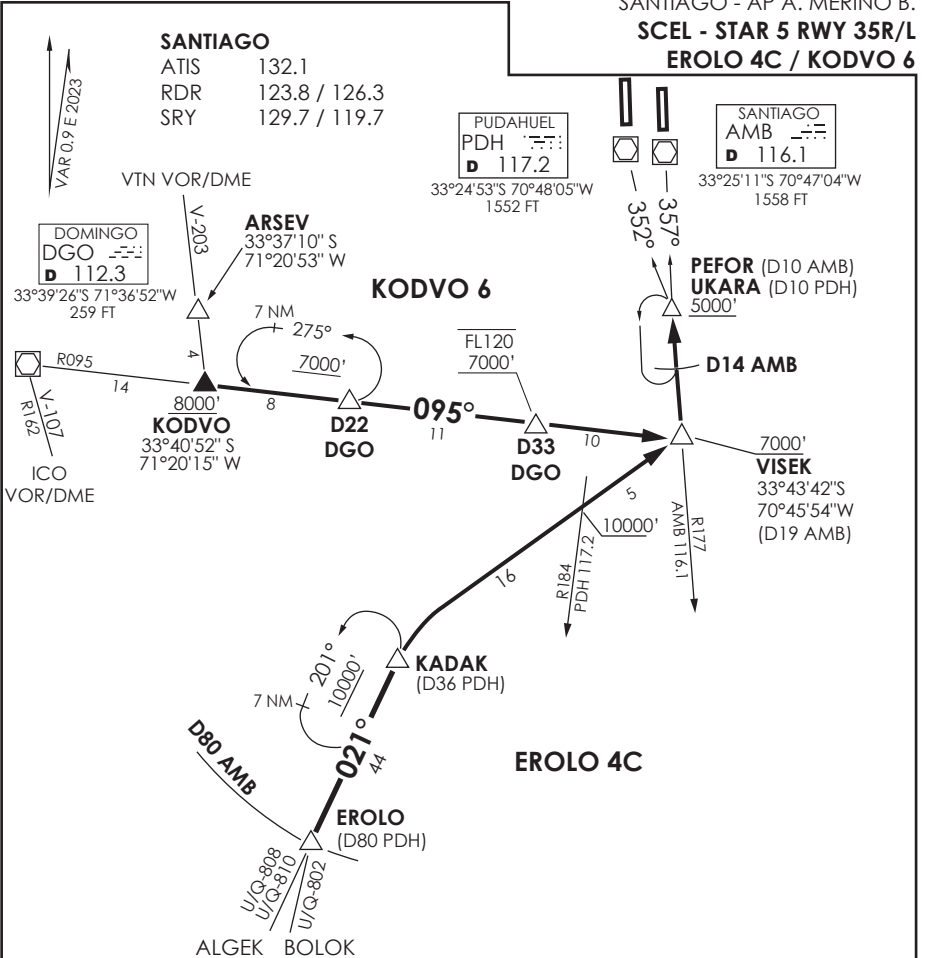 SANTIAGO - AP A. MERINO B.
SCEL - STAR 5 RWY 35R/L
EROLO 4C / KODVO 6
SANTIAGO
ATIS 132.1
RDR 123.8 / 126.3
SRY 129.7 / 119.7
VAR 0.9 E 2023
PUDAHUEL
PDH
D 117.2
33°24'53"S 70°48'05"W
1552 FT
SANTIAGO
AMB
D 116.1
33°25'11"S 70°47'04"W
1558 FT
VTN VOR/DME
V-203
ARSEV
33°37'10" S
71°20'53" W
DOMINGO
DGO
D 112.3
33°39'26"S 71°36'52"W
259 FT
KODVO 6
352°
357°
PEFOR (D10 AMB)
UKARA (D10 PDH)
5000'
7 NM
275°
7000'
FL120
7000'
D14 AMB
R095
14
4
8000'
KODVO
33°40'52" S
71°20'15" W
8
D22
DGO
095°
11
D33
DGO
10
7000'
VISEK
33°43'42"S
70°45'54"W
(D19 AMB)
V-107
R162
ICO
VOR/DME
5
10000'
R184
PDH 117.2
R177
AMB 116.1
16
KADAK
(D36 PDH)
201°
10000'
7 NM
021°
44
D80 AMB
EROLO 4C
EROLO
(D80 PDH)
U/Q-808
U/Q-810
U/Q-802
ALGEK BOLOK